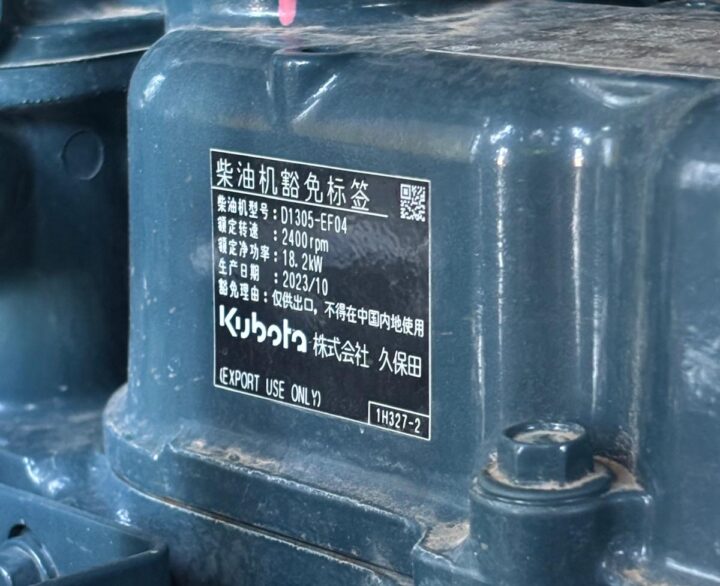 柴油机豁免标签
柴油机型号：D1305-EF04
额定转速：2400rpm
额定净功率：18.2kW
生产日期：2023/10
豁免理由：仅供出口，不得在中国内地使用
Kubota 株式会社 久保田
(EXPORT USE ONLY)
1H327-2